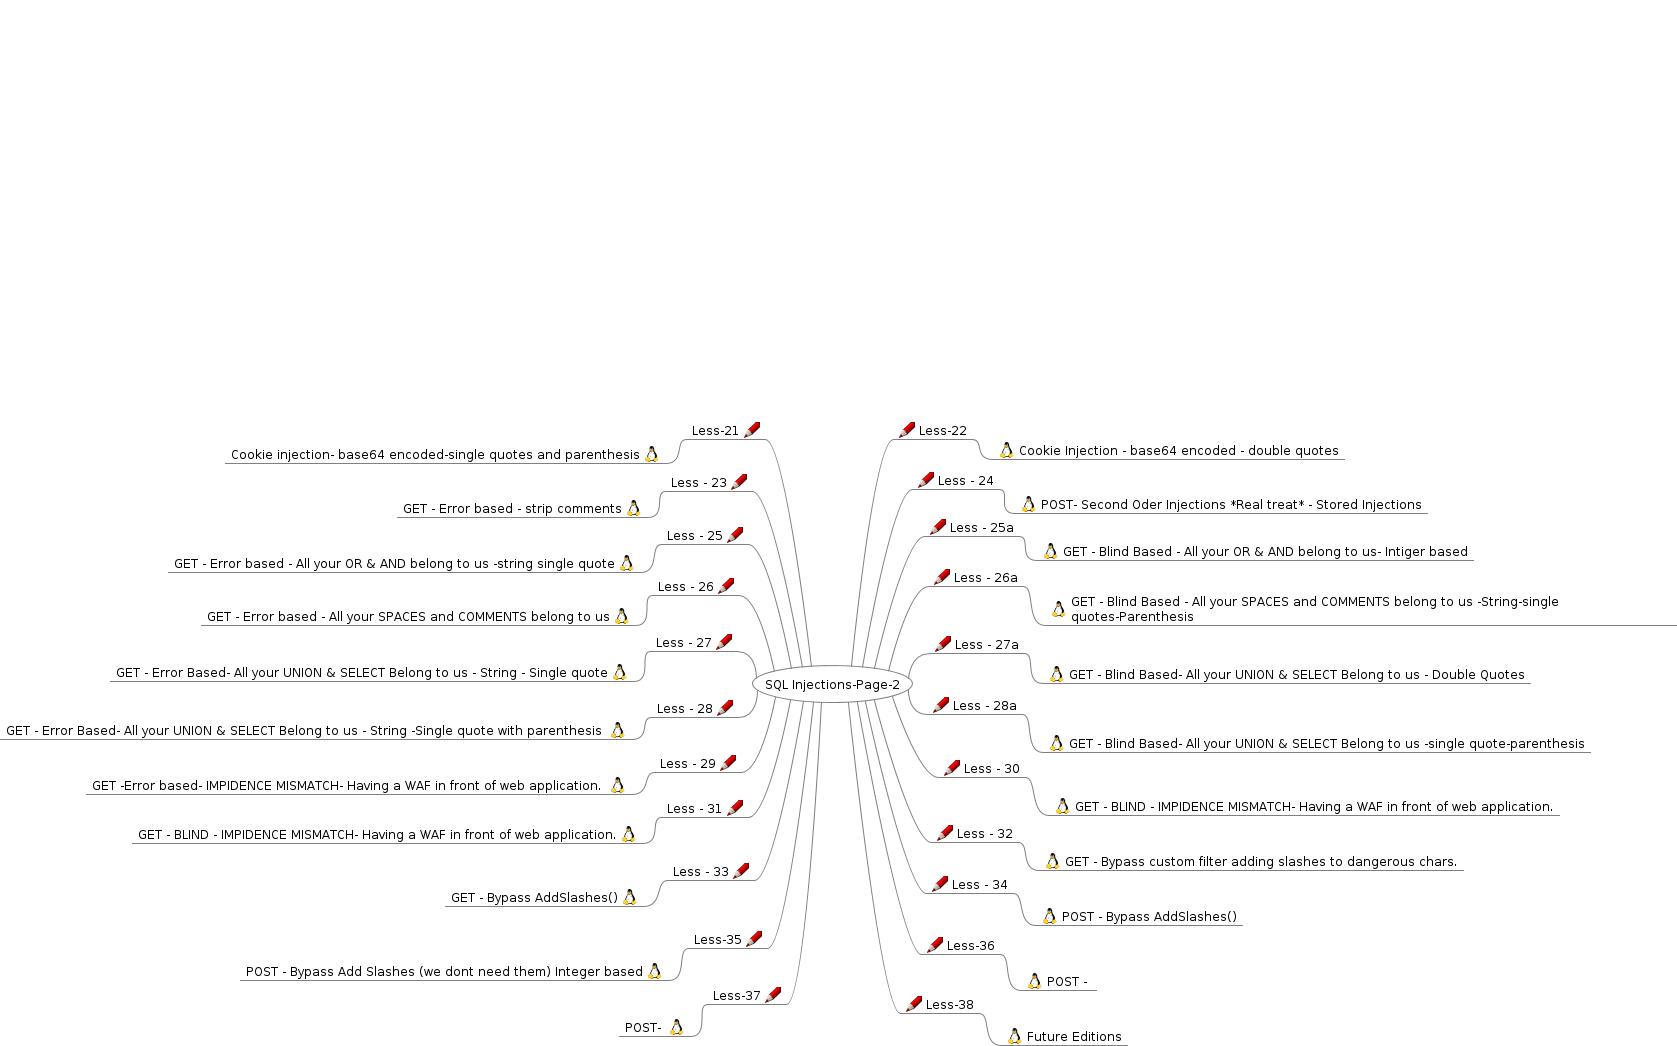 SQL Injections-Page-2
Less-21
Cookie injection- base64 encoded-single quotes and parenthesis
Less - 23
GET - Error based - strip comments
Less - 25
GET - Error based - All your OR & AND belong to us -string single quote
Less - 26
GET - Error based - All your SPACES and COMMENTS belong to us
Less - 27
GET - Error Based- All your UNION & SELECT Belong to us - String - Single quote
Less - 28
GET - Error Based- All your UNION & SELECT Belong to us - String -Single quote with parenthesis
Less - 29
GET -Error based- IMPIDENCE MISMATCH- Having a WAF in front of web application.
Less - 31
GET - BLIND - IMPIDENCE MISMATCH- Having a WAF in front of web application.
Less - 33
GET - Bypass AddSlashes()
Less-35
POST - Bypass Add Slashes (we dont need them) Integer based
Less-37
POST-
Less-22
Cookie Injection - base64 encoded - double quotes
Less - 24
POST- Second Oder Injections *Real treat* - Stored Injections
Less - 25a
GET - Blind Based - All your OR & AND belong to us- Intiger based
Less - 26a
GET - Blind Based - All your SPACES and COMMENTS belong to us -String-single
quotes-Parenthesis
Less - 27a
GET - Blind Based- All your UNION & SELECT Belong to us - Double Quotes
Less - 28a
GET - Blind Based- All your UNION & SELECT Belong to us -single quote-parenthesis
Less - 30
GET - BLIND - IMPIDENCE MISMATCH- Having a WAF in front of web application.
Less - 32
GET - Bypass custom filter adding slashes to dangerous chars.
Less - 34
POST - Bypass AddSlashes()
Less-36
POST -
Less-38
Future Editions